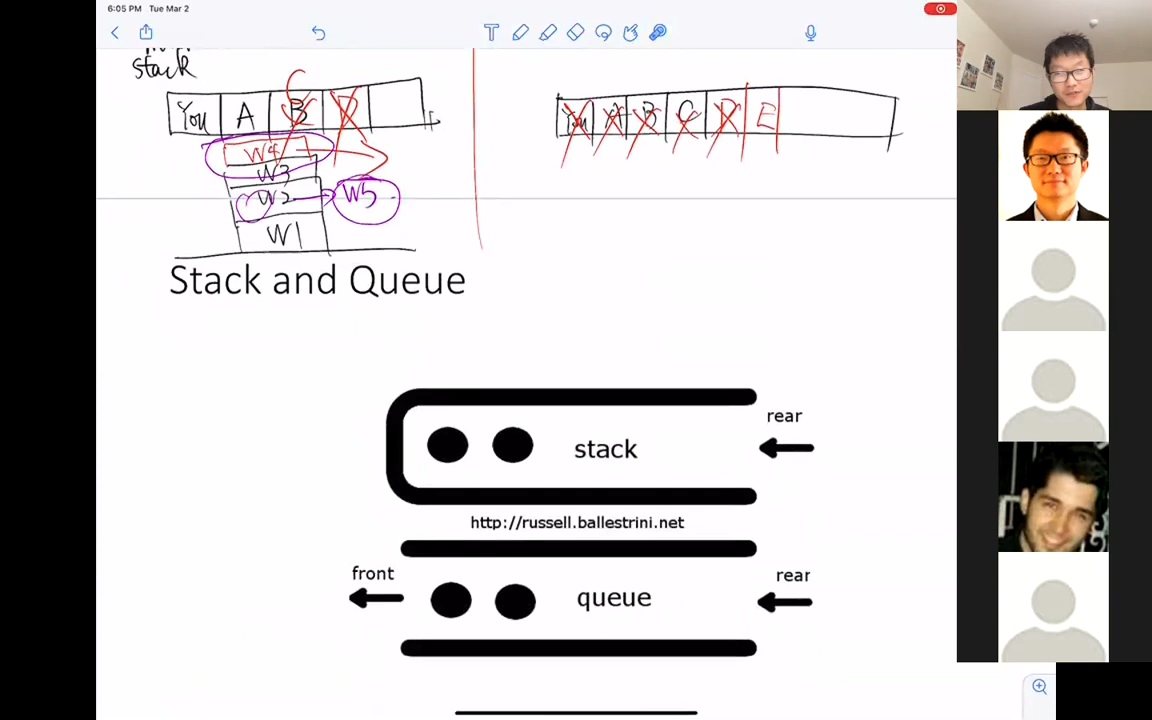 6:05 PM Tue Mar 2
stack
You A B D
W4
W3
W2 W5
W1
You A B C D E
Stack and Queue
rear
stack
http://russell.ballestrini.net
front
rear
queue